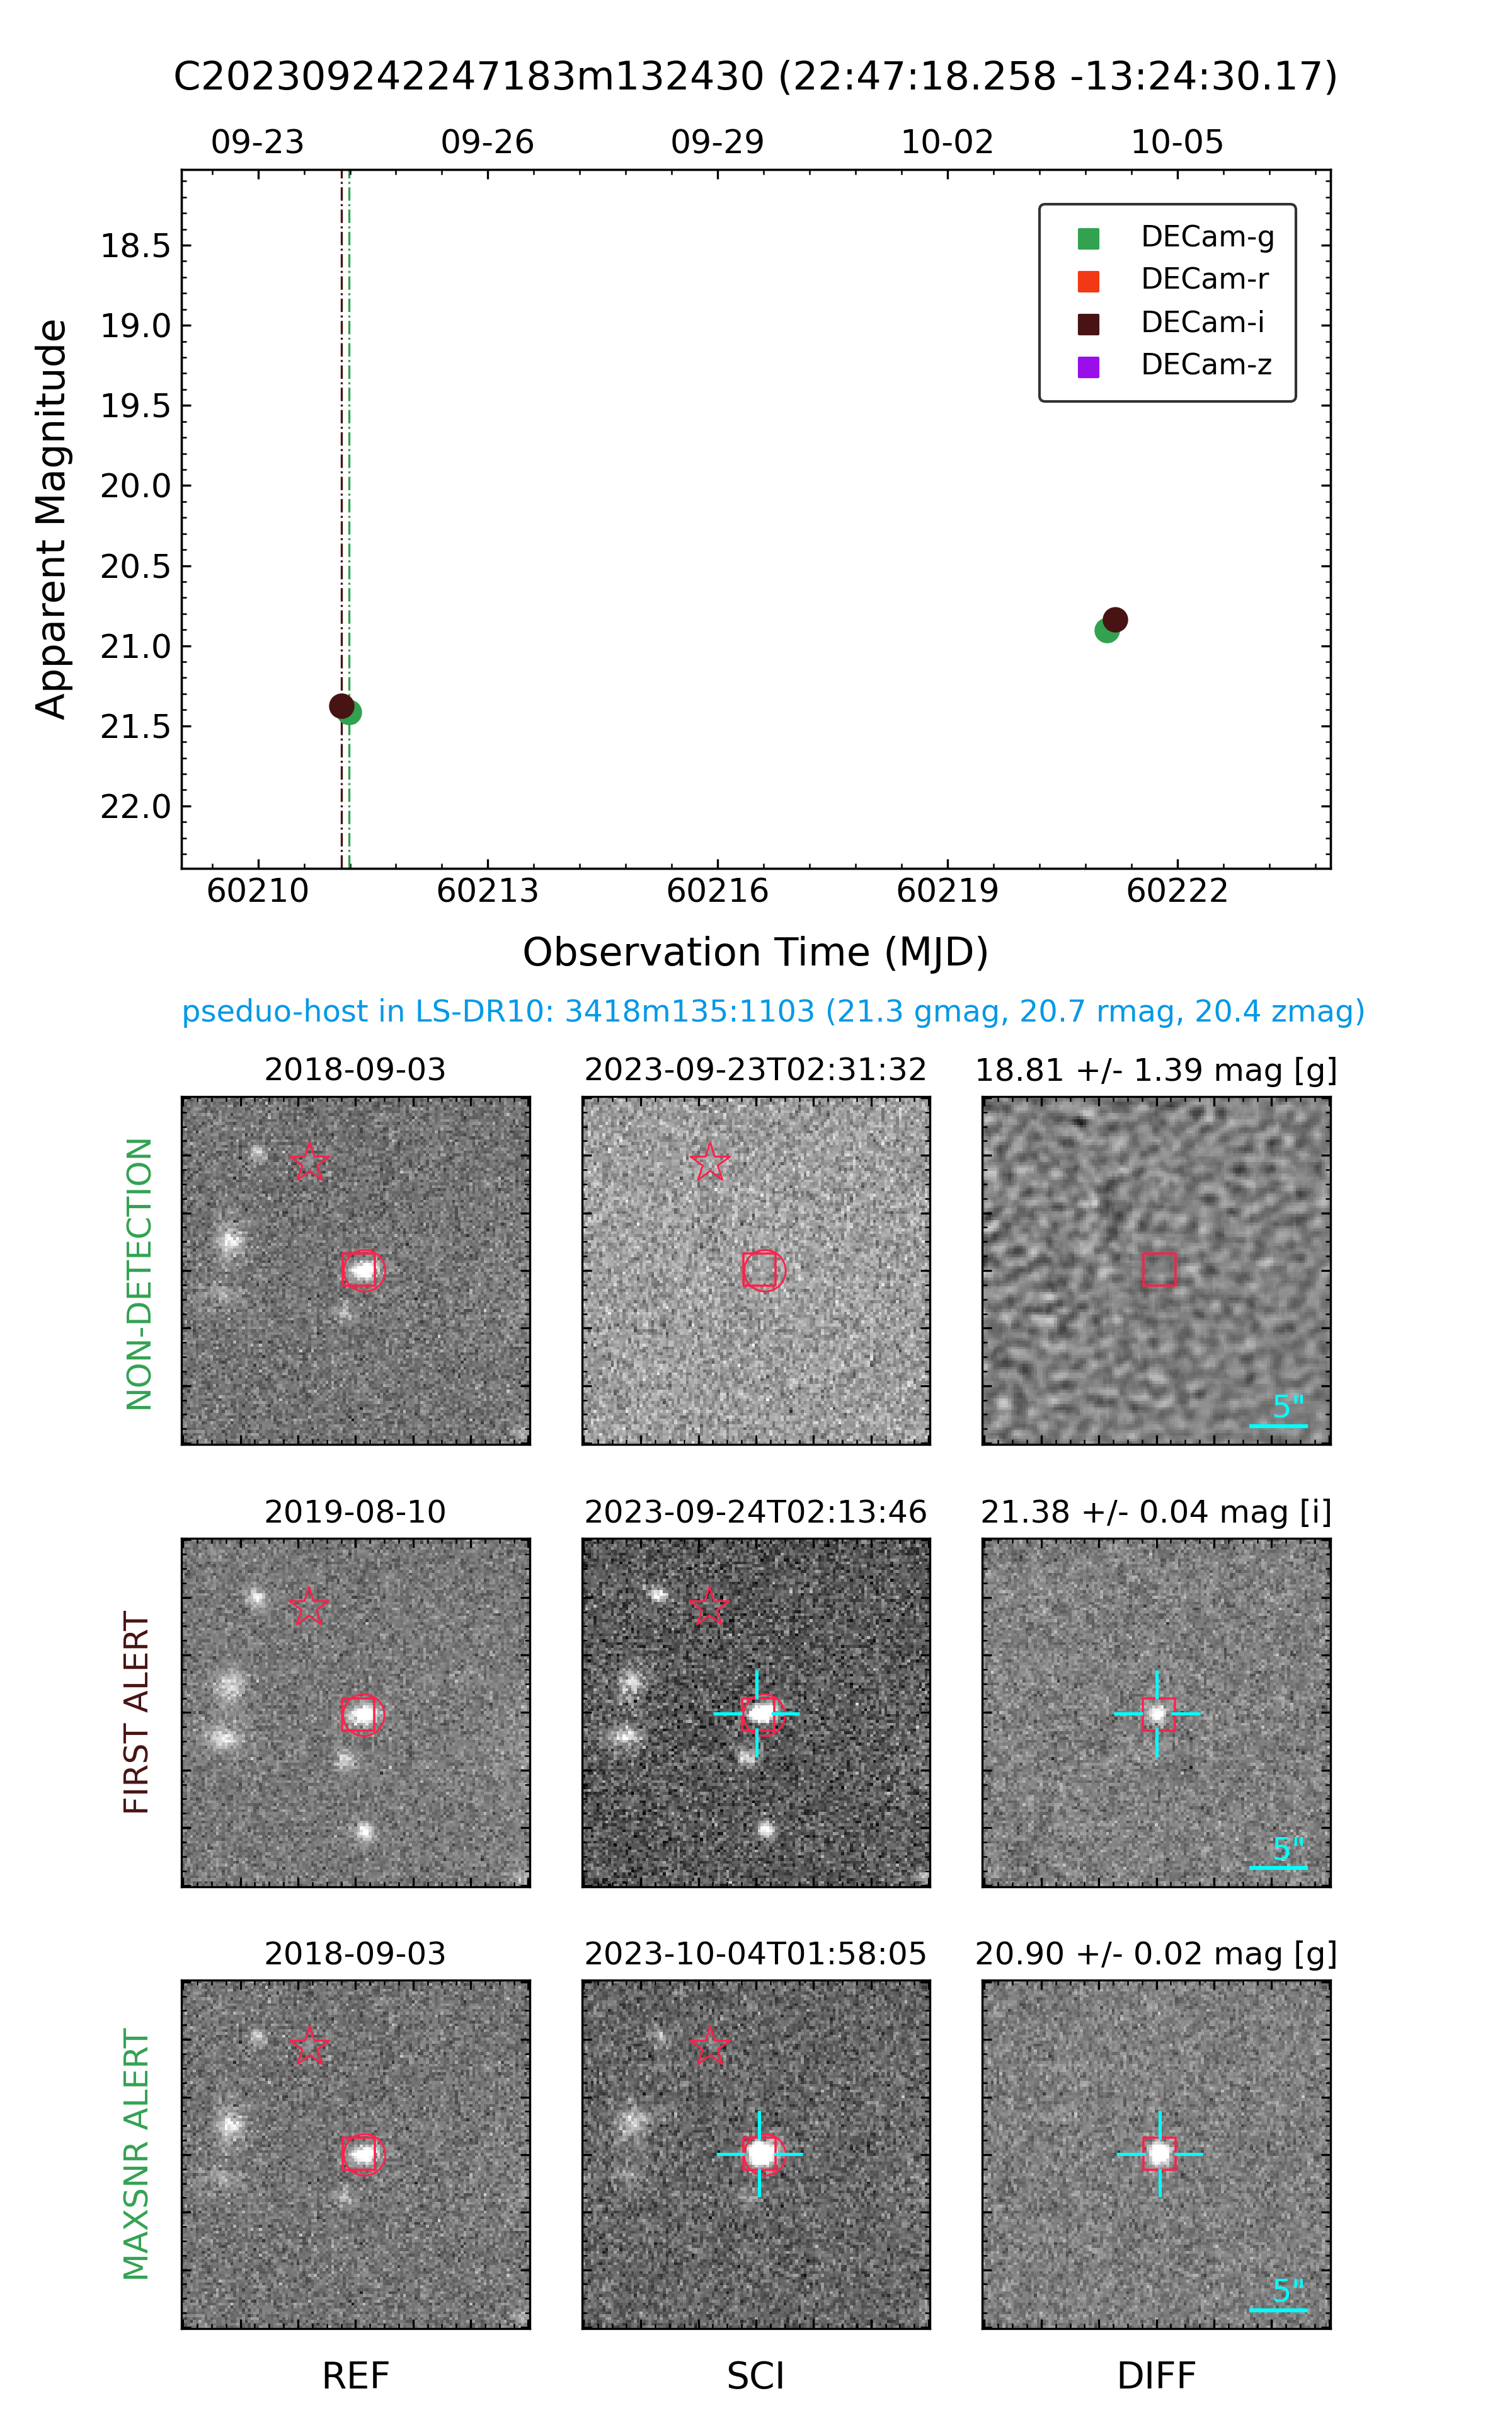 C202309242247183m132430 (22:47:18.258 -13:24:30.17)
09-23 09-26 09-29 10-02 10-05
Apparent Magnitude
18.5
19.0
19.5
20.0
20.5
21.0
21.5
22.0
DECam-g
DECam-r
DECam-i
DECam-z
60210 60213 60216 60219 60222
Observation Time (MJD)
pseduo-host in LS-DR10: 3418m135:1103 (21.3 gmag, 20.7 rmag, 20.4 zmag)
2018-09-03 2023-09-23T02:31:32 18.81 +/- 1.39 mag [g]
NON-DETECTION
5"
2019-08-10 2023-09-24T02:13:46 21.38 +/- 0.04 mag [i]
FIRST ALERT
5"
2018-09-03 2023-10-04T01:58:05 20.90 +/- 0.02 mag [g]
MAXSNR ALERT
5"
REF SCI DIFF